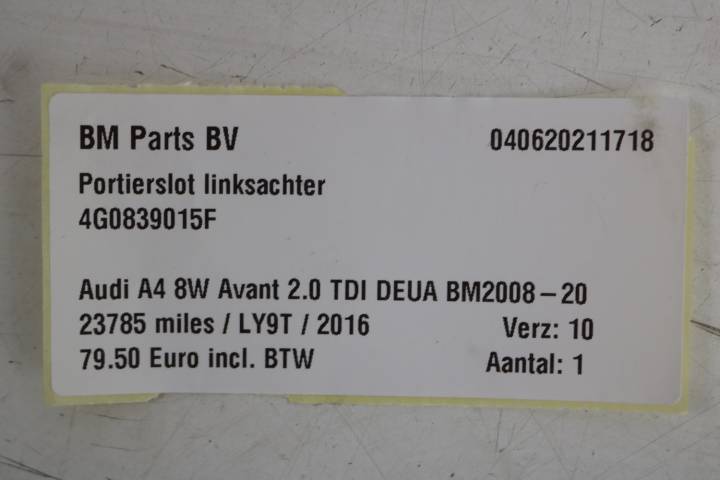 BM Parts BV 040620211718
Portierslot linksachter
4G0839015F
Audi A4 8W Avant 2.0 TDI DEUA BM2008-20
23785 miles / LY9T / 2016 Verz: 10
79.50 Euro incl. BTW Aantal: 1